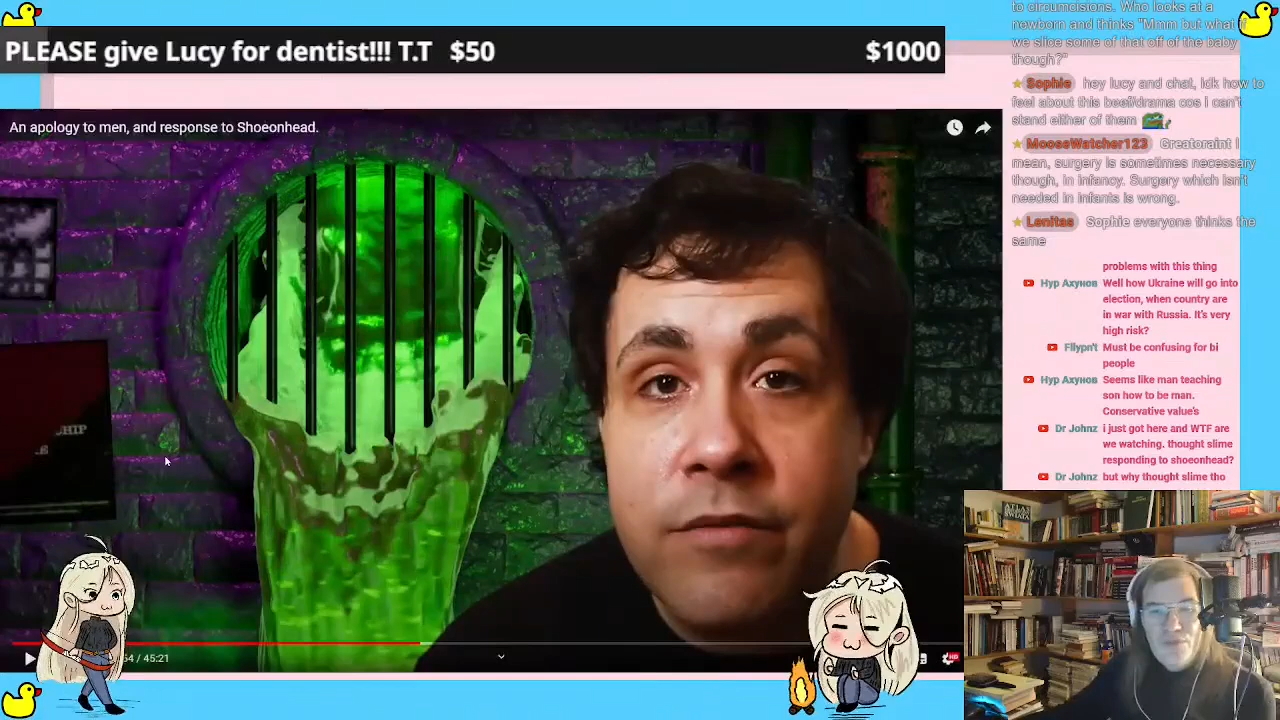 to circumcisions. Who looks at a
newborn and thinks "Mmm but what if
we slice some of that off of the baby
though?"
PLEASE give Lucy for dentist!!! T.T $50 $1000
Sophie hey lucy and chat, idk how to
feel about this beef/drama cos I can't
stand either of them
An apology to men, and response to Shoeonhead.
MooseWatcher123 Greatoraint I
mean, surgery is sometimes necessary
though, in infancy. Surgery which isn't
needed in infants is wrong.
Lenitas Sophie everyone thinks the
same
problems with this thing
Нур Ахунов Well how Ukraine will go into
election, when country are
in war with Russia. It's very
high risk?
Fliypn't Must be confusing for bi
people
Нур Ахунов Seems like man teaching
son how to be man.
Conservative value's
Dr Johnz i just got here and WTF are
we watching. thought slime
responding to shoeonhead?
Dr Johnz but why thought slime tho
54 / 45:21